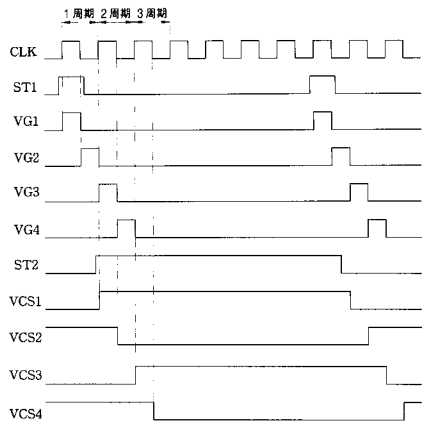 1 周期 2 周期 3 周期
CLK
ST1
VG1
VG2
VG3
VG4
ST2
VCS1
VCS2
VCS3
VCS4